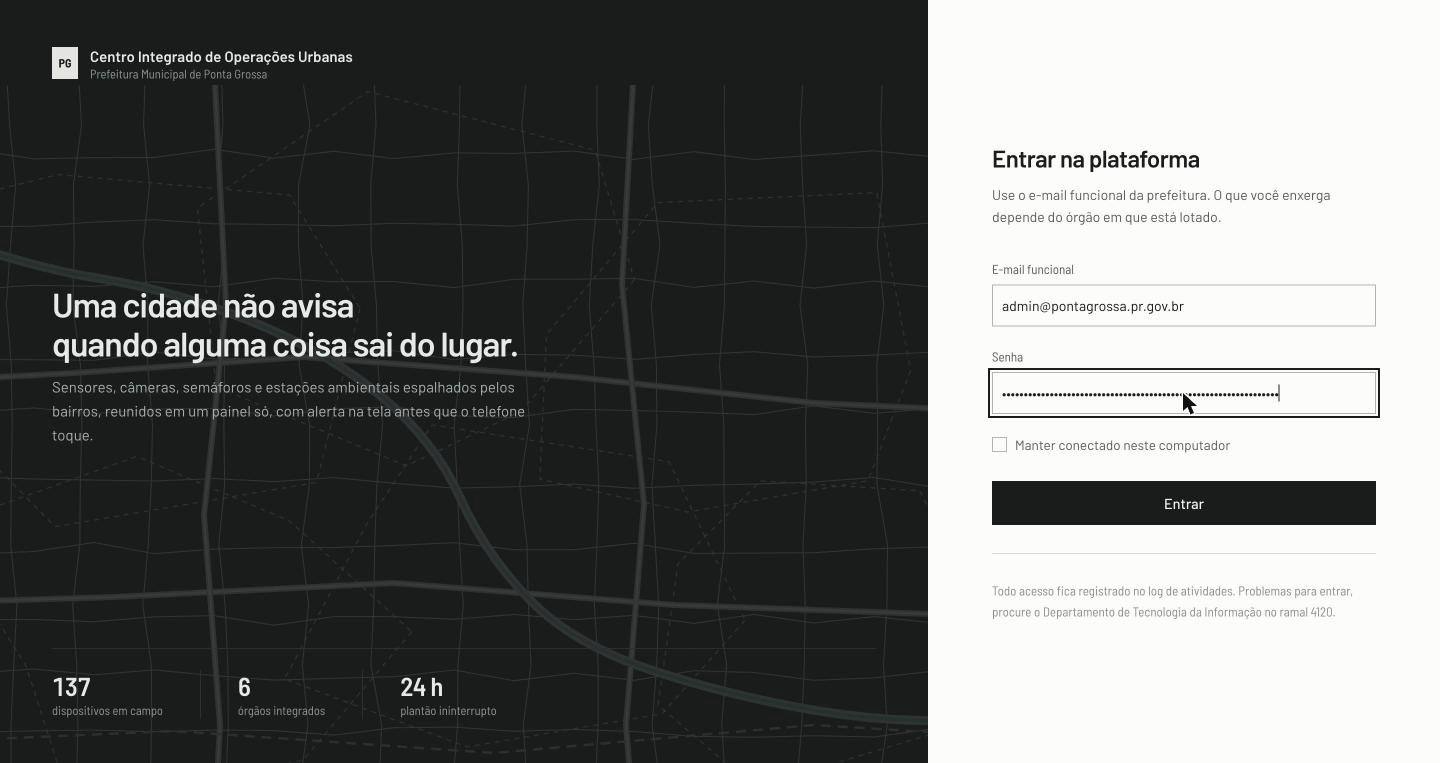 PG
Centro Integrado de Operações Urbanas
Prefeitura Municipal de Ponta Grossa
Uma cidade não avisa
quando alguma coisa sai do lugar.
Sensores, câmeras, semáforos e estações ambientais espalhados pelos
bairros, reunidos em um painel só, com alerta na tela antes que o telefone
toque.
137
dispositivos em campo
6
órgãos integrados
24 h
plantão ininterrupto
Entrar na plataforma
Use o e-mail funcional da prefeitura. O que você enxerga
depende do órgão em que está lotado.
E-mail funcional
admin@pontagrossa.pr.gov.br
Senha
Manter conectado neste computador
Entrar
Todo acesso fica registrado no log de atividades. Problemas para entrar,
procure o Departamento de Tecnologia da Informação no ramal 4120.